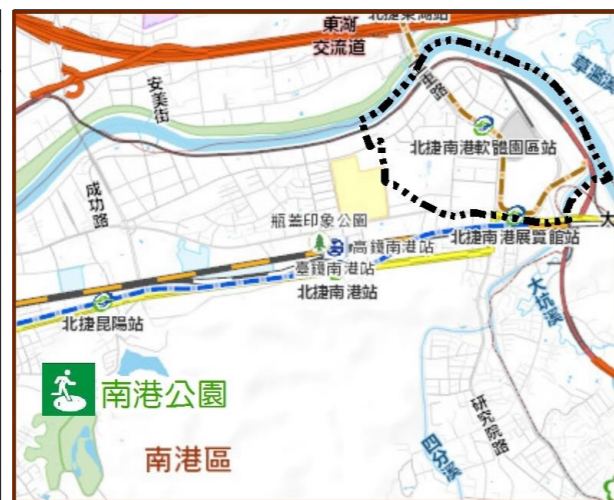 東湖
交流道
北捷東湖站
安美街
成功路
北捷南港軟體園區站
瓶蓋印象公園
高鐵南港站
臺鐵南港站
北捷南港站
北捷南港展覽館站
北捷昆陽站
大坑溪
研究院路
四分溪
南港公園
南港區